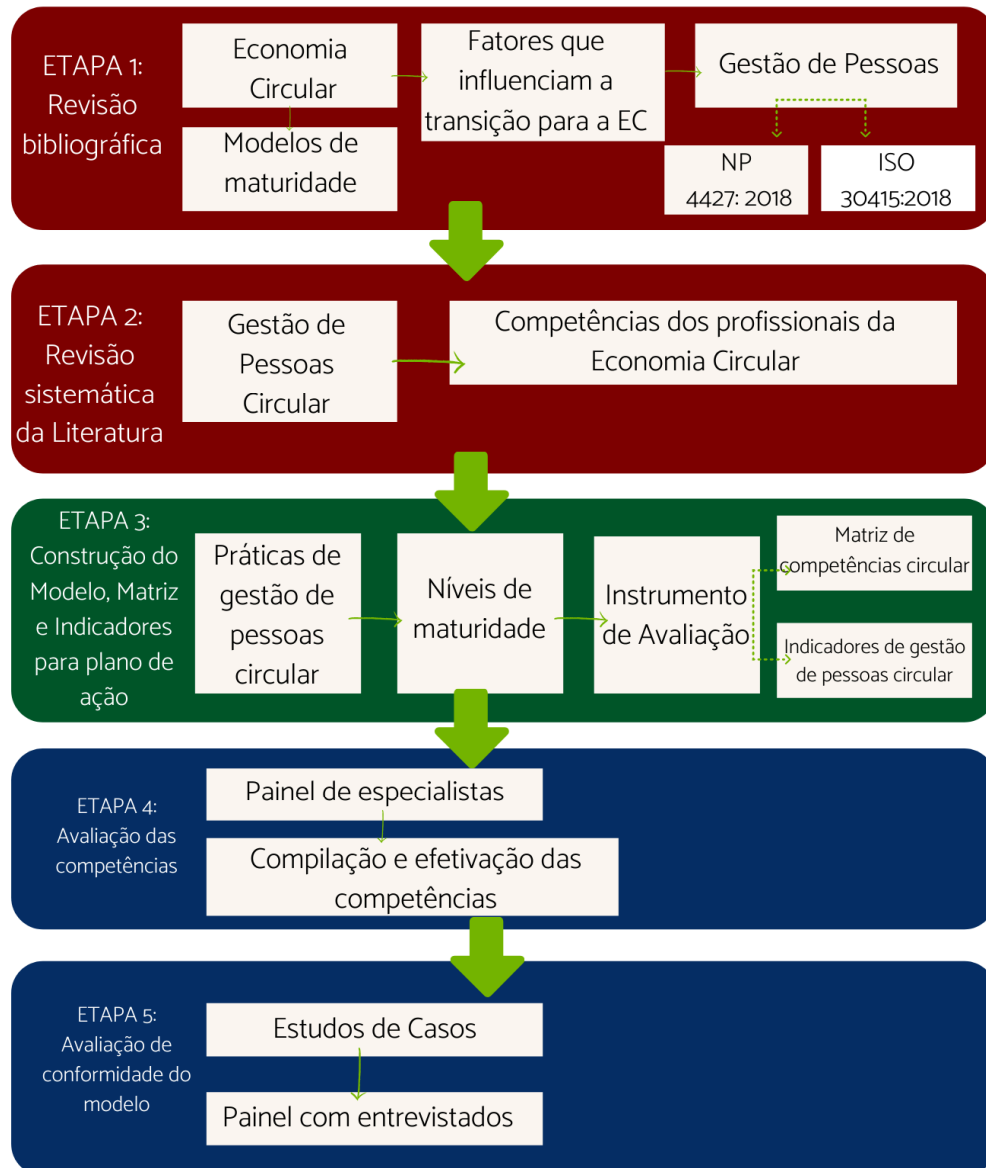 ETAPA 1:
Revisão
bibliográfica
Economia
Circular
Fatores que
influenciam a
transição para a EC
Gestão de Pessoas
Modelos de
maturidade
NP
4427: 2018
ISO
30415:2018
ETAPA 2:
Revisão
sistemática
da Literatura
Gestão de
Pessoas
Circular
Competências dos profissionais da
Economia Circular
ETAPA 3:
Construção do
Modelo, Matriz
e Indicadores
para plano de
ação
Práticas de
gestão de
pessoas
circular
Níveis de
maturidade
Instrumento
de Avaliação
Matriz de
competências circular
Indicadores de gestão
de pessoas circular
ETAPA 4:
Avaliação das
competências
Painel de especialistas
Compilação e efetivação das
competências
ETAPA 5:
Avaliação de
conformidade do
modelo
Estudos de Casos
Painel com entrevistados